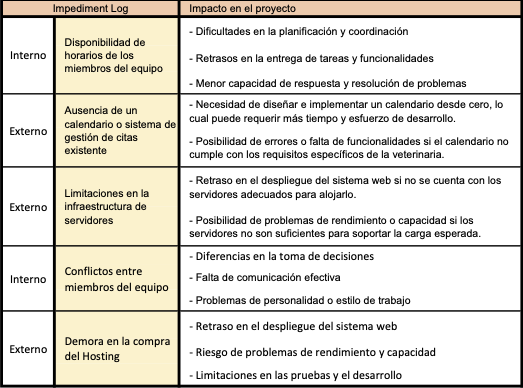 Impediment Log
Impacto en el proyecto
Interno
Disponibilidad de
horarios de los
miembros del equipo
- Dificultades en la planificación y coordinación
- Retrasos en la entrega de tareas y funcionalidades
- Menor capacidad de respuesta y resolución de problemas
Externo
Ausencia de un
calendario o sistema de
gestión de citas
existente
- Necesidad de diseñar e implementar un calendario desde cero, lo
cual puede requerir más tiempo y esfuerzo de desarrollo.
- Posibilidad de errores o falta de funcionalidades si el calendario no
cumple con los requisitos específicos de la veterinaria.
Externo
Limitaciones en la
infraestructura de
servidores
- Retraso en el despliegue del sistema web si no se cuenta con los
servidores adecuados para alojarlo.
- Posibilidad de problemas de rendimiento o capacidad si los
servidores no son suficientes para soportar la carga esperada.
Interno
Conflictos entre
miembros del equipo
- Diferencias en la toma de decisiones
- Falta de comunicación efectiva
- Problemas de personalidad o estilo de trabajo
Externo
Demora en la compra
del Hosting
- Retraso en el despliegue del sistema web
- Riesgo de problemas de rendimiento y capacidad
- Limitaciones en las pruebas y el desarrollo